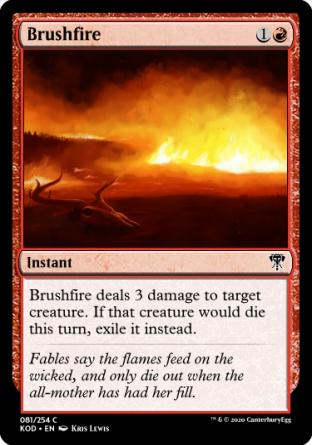 Brushfire 1
Instant
Brushfire deals 3 damage to target
creature. If that creature would die
this turn, exile it instead.
Fables say the flames feed on the
wicked, and only die out when the
all-mother has had her fill.
081/254 C
KOD • EN Kris Lewis
™ & © 2020 CanterburyEgg